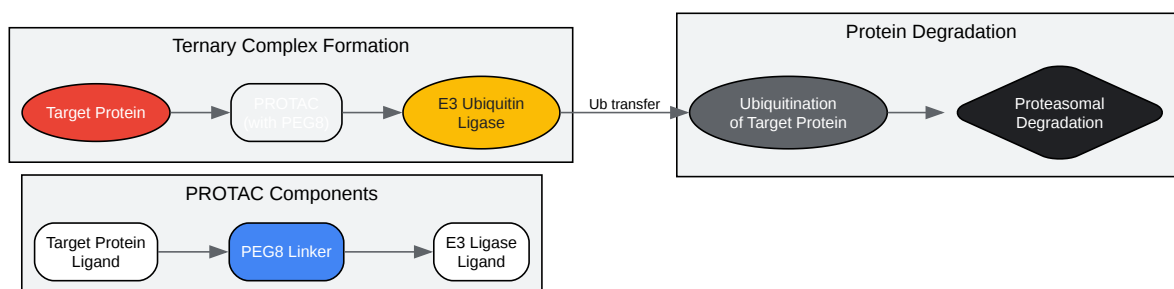 Ternary Complex Formation
Target Protein
PROTAC
(with PEG8)
E3 Ubiquitin
Ligase
Ub transfer
Protein Degradation
Ubiquitination
of Target Protein
Proteasomal
Degradation
PROTAC Components
Target Protein
Ligand
PEG8 Linker
E3 Ligase
Ligand